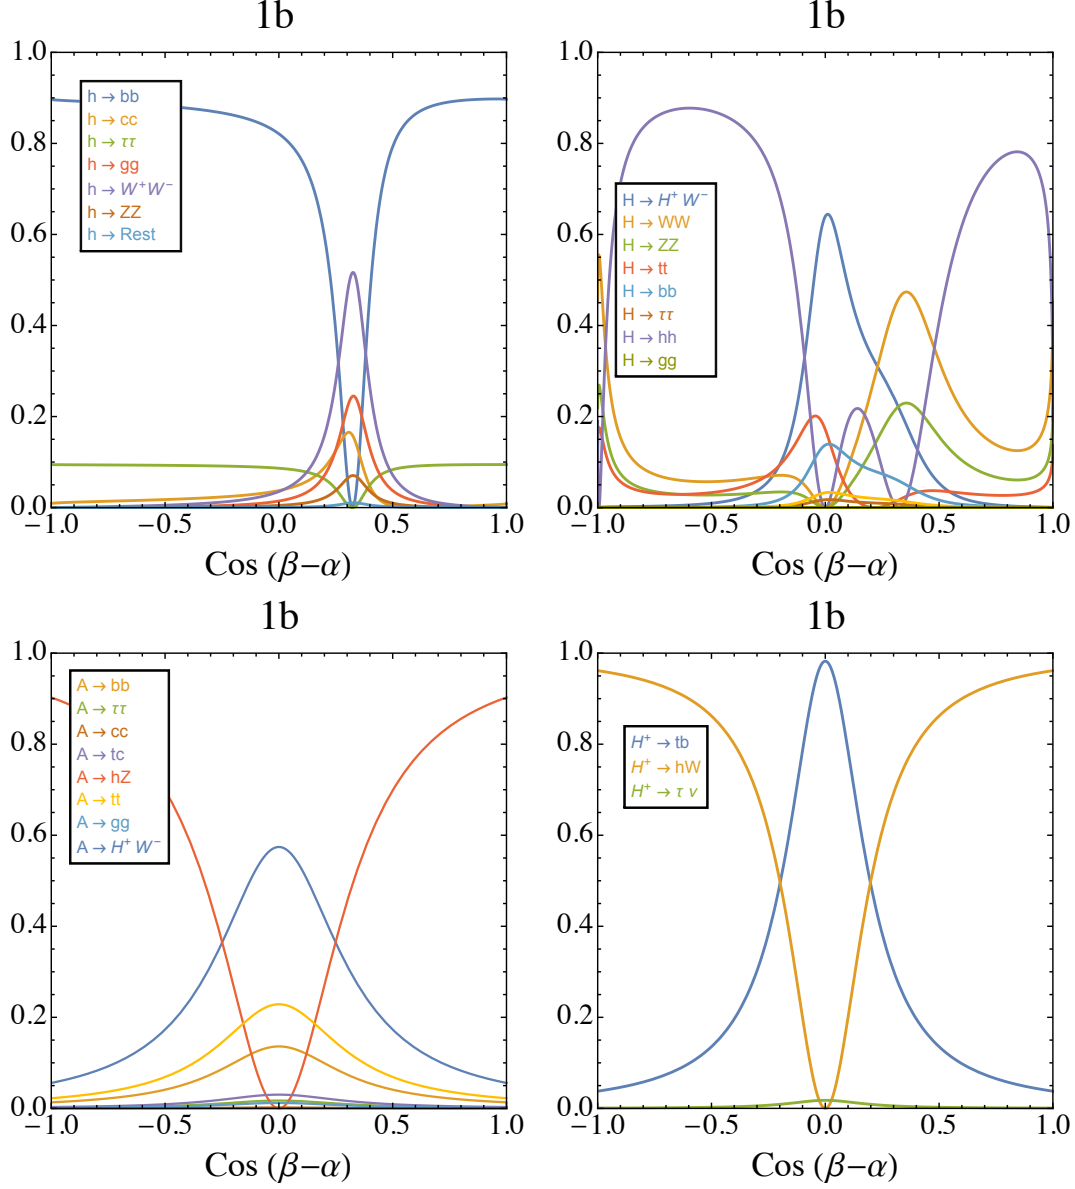 1b
1.0
0.8
0.6
0.4
0.2
0.0
h → bb
h → cc
h → ττ
h → gg
h → W⁺W⁻
h → ZZ
h → Rest
−1.0 −0.5 0.0 0.5 1.0
Cos (β−α)
1b
1.0
0.8
0.6
0.4
0.2
0.0
H → H⁺ W⁻
H → WW
H → ZZ
H → tt
H → bb
H → ττ
H → hh
H → gg
−1.0 −0.5 0.0 0.5 1.0
Cos (β−α)
1b
1.0
0.8
0.6
0.4
0.2
0.0
A → bb
A → ττ
A → cc
A → tc
A → hZ
A → tt
A → gg
A → H⁺ W⁻
−1.0 −0.5 0.0 0.5 1.0
Cos (β−α)
1b
1.0
0.8
0.6
0.4
0.2
0.0
H⁺ → tb
H⁺ → hW
H⁺ → τ ν
−1.0 −0.5 0.0 0.5 1.0
Cos (β−α)